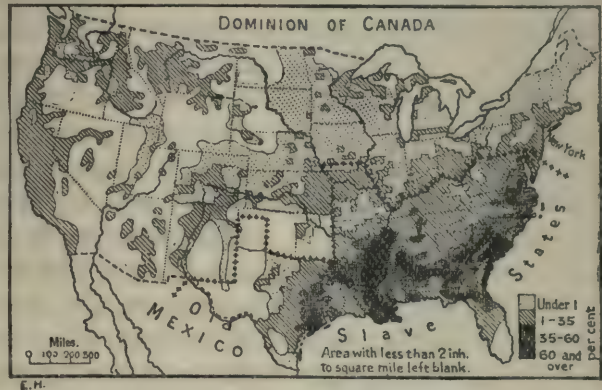 DOMINION OF CANADA
New York
Old Slave States
MEXICO
Miles.
0 100 200 300
Area with less than 2 inh.
to square mile left blank.
Under 1
1-35
35-60
60 and
over
per cent
E.H.